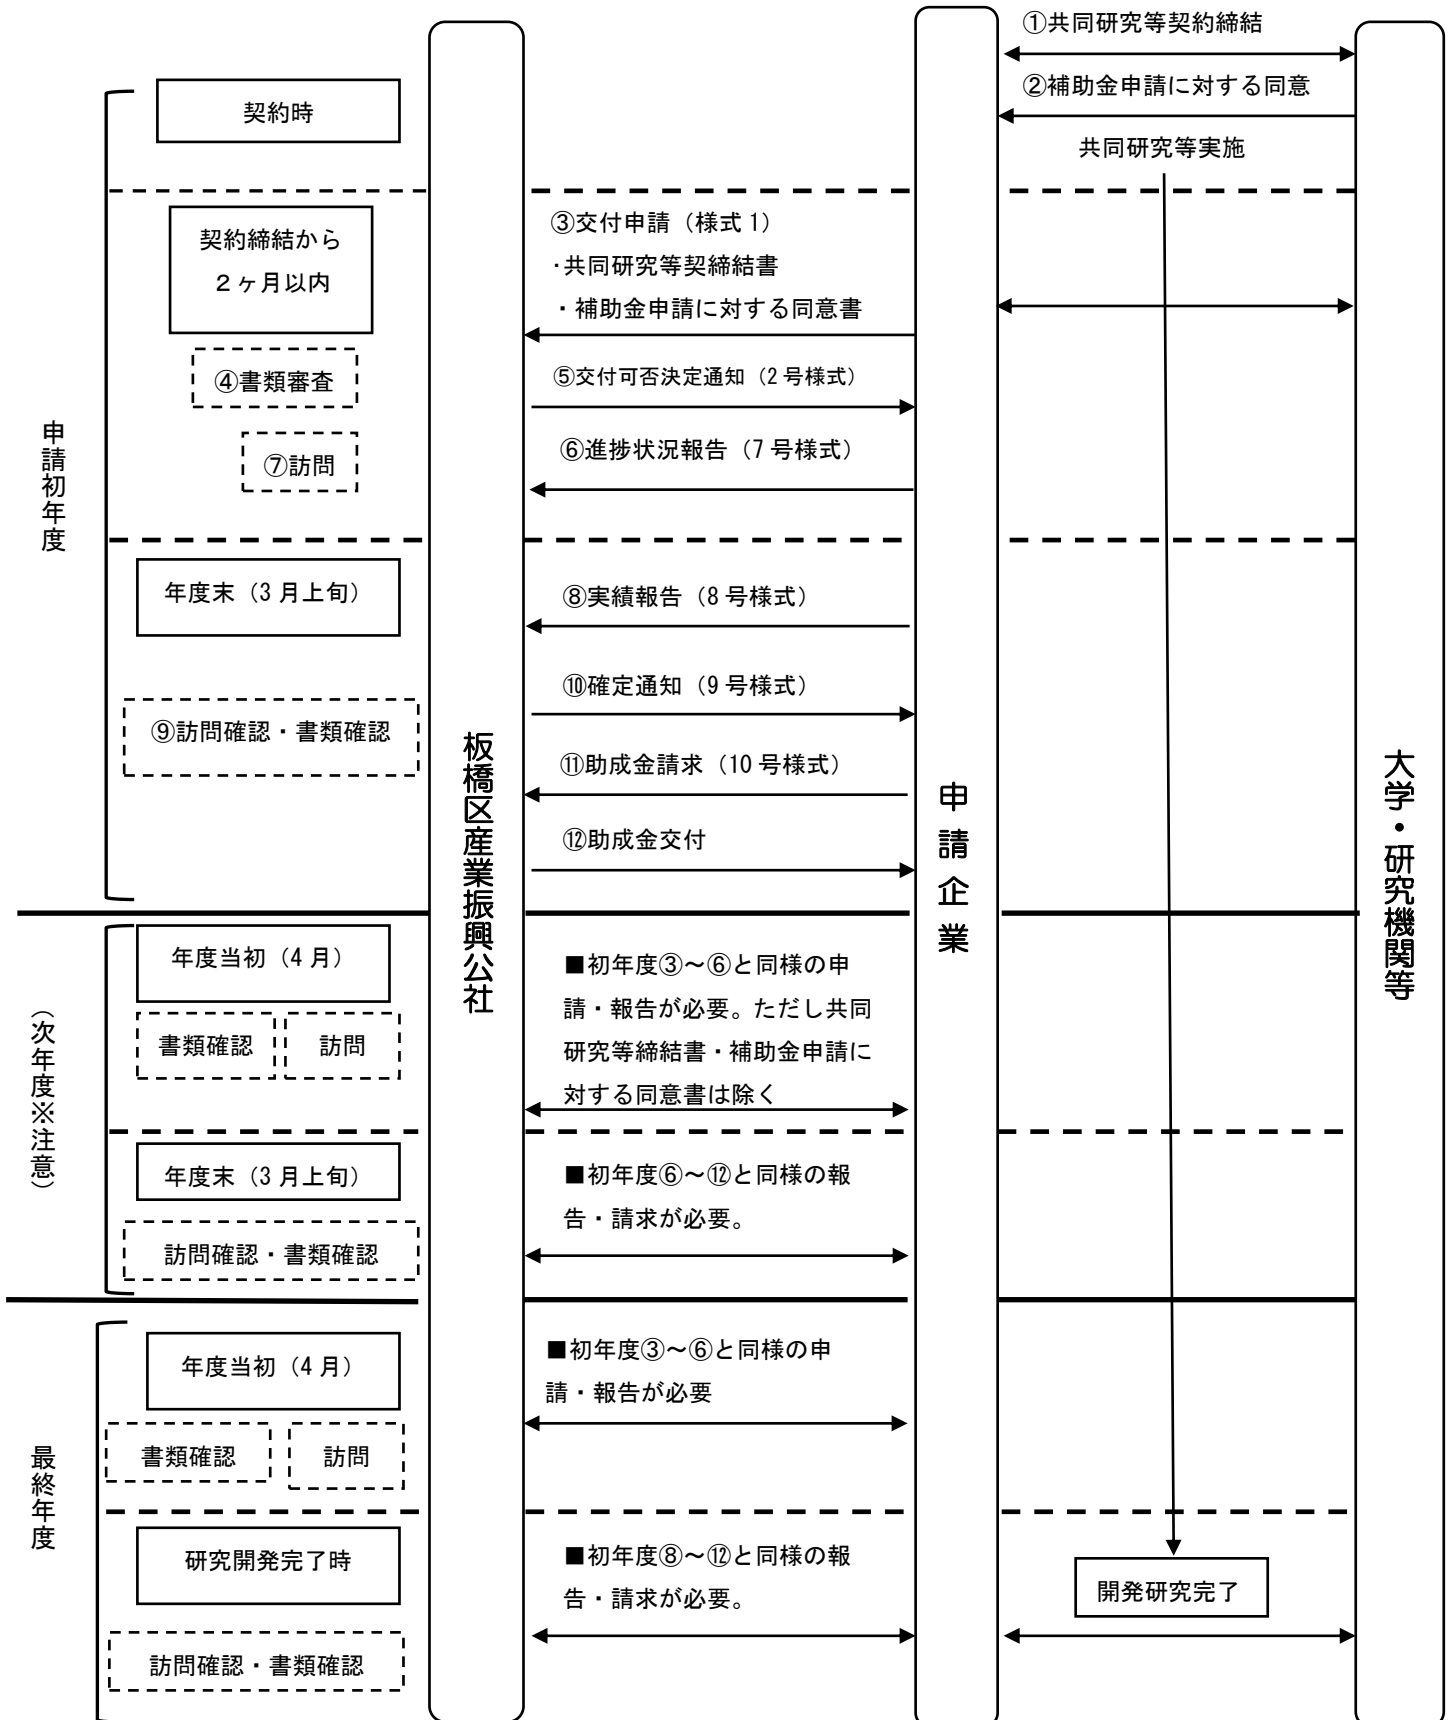 ①共同研究等契約締結
②補助金申請に対する同意
共同研究等実施
契約時
契約締結から
２ヶ月以内
③交付申請（様式1）
・共同研究等契締結書
・補助金申請に対する同意書
④書類審査
⑤交付可否決定通知（2号様式）
⑦訪問
⑥進捗状況報告（7号様式）
申請初年度
年度末（3月上旬）
⑧実績報告（8号様式）
⑨訪問確認・書類確認
⑩確定通知（9号様式）
⑪助成金請求（10号様式）
⑫助成金交付
板橋区産業振興公社
申請企業
大学・研究機関等
（次年度※注意）
年度当初（4月）
書類確認
訪問
■初年度③～⑥と同様の申
請・報告が必要。ただし共同
研究等締結書・補助金申請に
対する同意書は除く
年度末（3月上旬）
訪問確認・書類確認
■初年度⑥～⑫と同様の報
告・請求が必要。
最終年度
年度当初（4月）
書類確認
訪問
■初年度③～⑥と同様の申
請・報告が必要
研究開発完了時
訪問確認・書類確認
■初年度⑧～⑫と同様の報
告・請求が必要。
開発研究完了